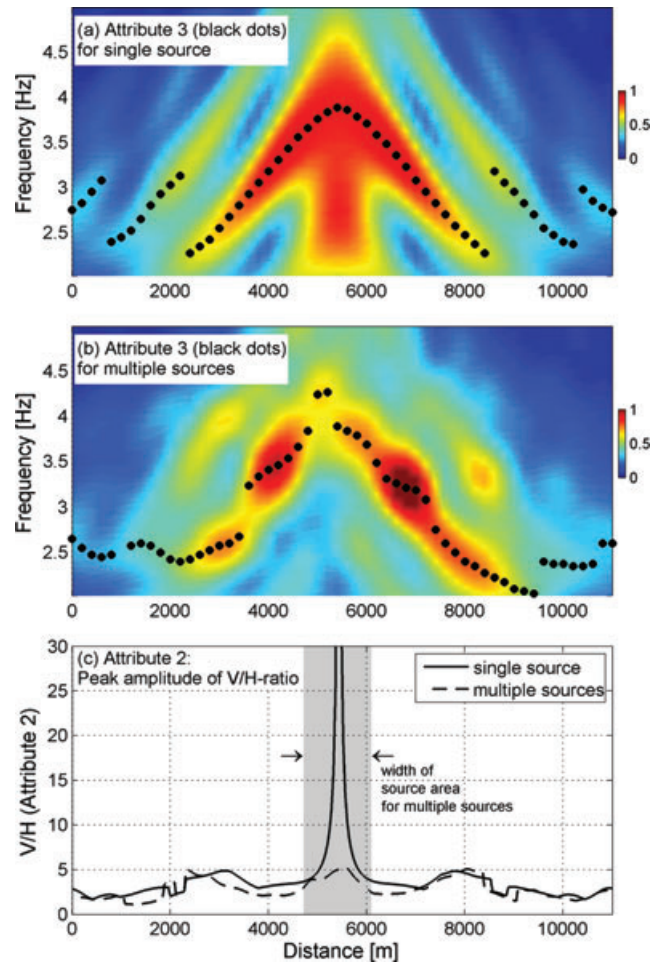 (a) Attribute 3 (black dots)
for single source
Frequency [Hz]
4.5
4
3.5
3
2.5
0 2000 4000 6000 8000 10000
1
0.5
0
(b) Attribute 3 (black dots)
for multiple sources
Frequency [Hz]
4.5
4
3.5
3
2.5
0 2000 4000 6000 8000 10000
1
0.5
0
(c) Attribute 2:
Peak amplitude of V/H-ratio
single source
multiple sources
width of
source area
for multiple sources
V/H (Attribute 2)
30
25
20
15
10
5
0
0 2000 4000 6000 8000 10000
Distance [m]